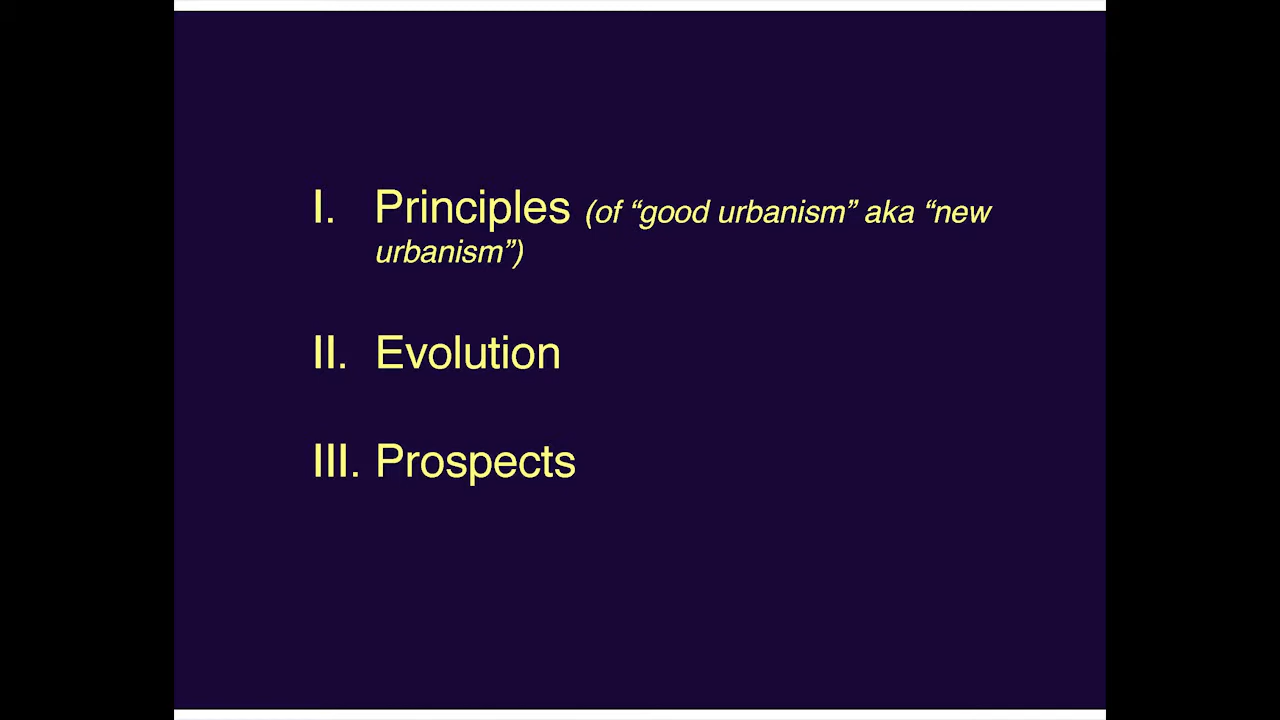 I. Principles (of “good urbanism” aka “new
urbanism”)
II. Evolution
III. Prospects